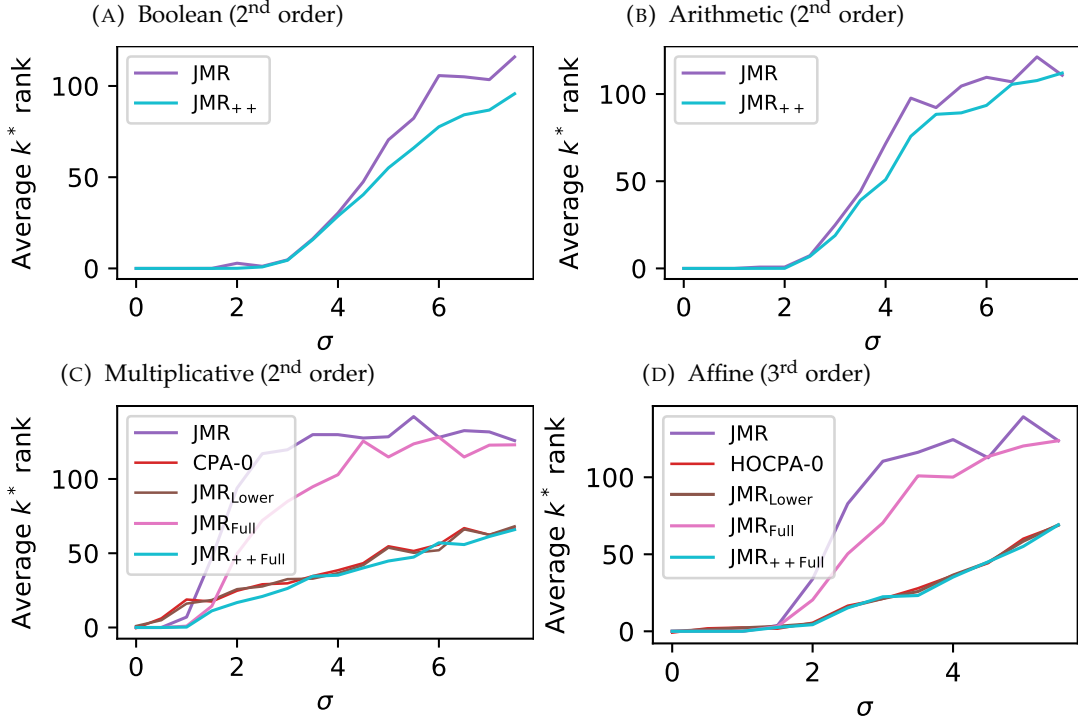 (A) Boolean (2nd order)
Average k* rank
100
50
0
JMR
JMR++
0 2 4 6
σ
(B) Arithmetic (2nd order)
Average k* rank
100
50
0
JMR
JMR++
0 2 4 6
σ
(C) Multiplicative (2nd order)
Average k* rank
100
50
0
JMR
CPA-0
JMRLower
JMRFull
JMR++Full
0 2 4 6
σ
(D) Affine (3rd order)
Average k* rank
100
50
0
JMR
HOCPA-0
JMRLower
JMRFull
JMR++Full
0 2 4
σ